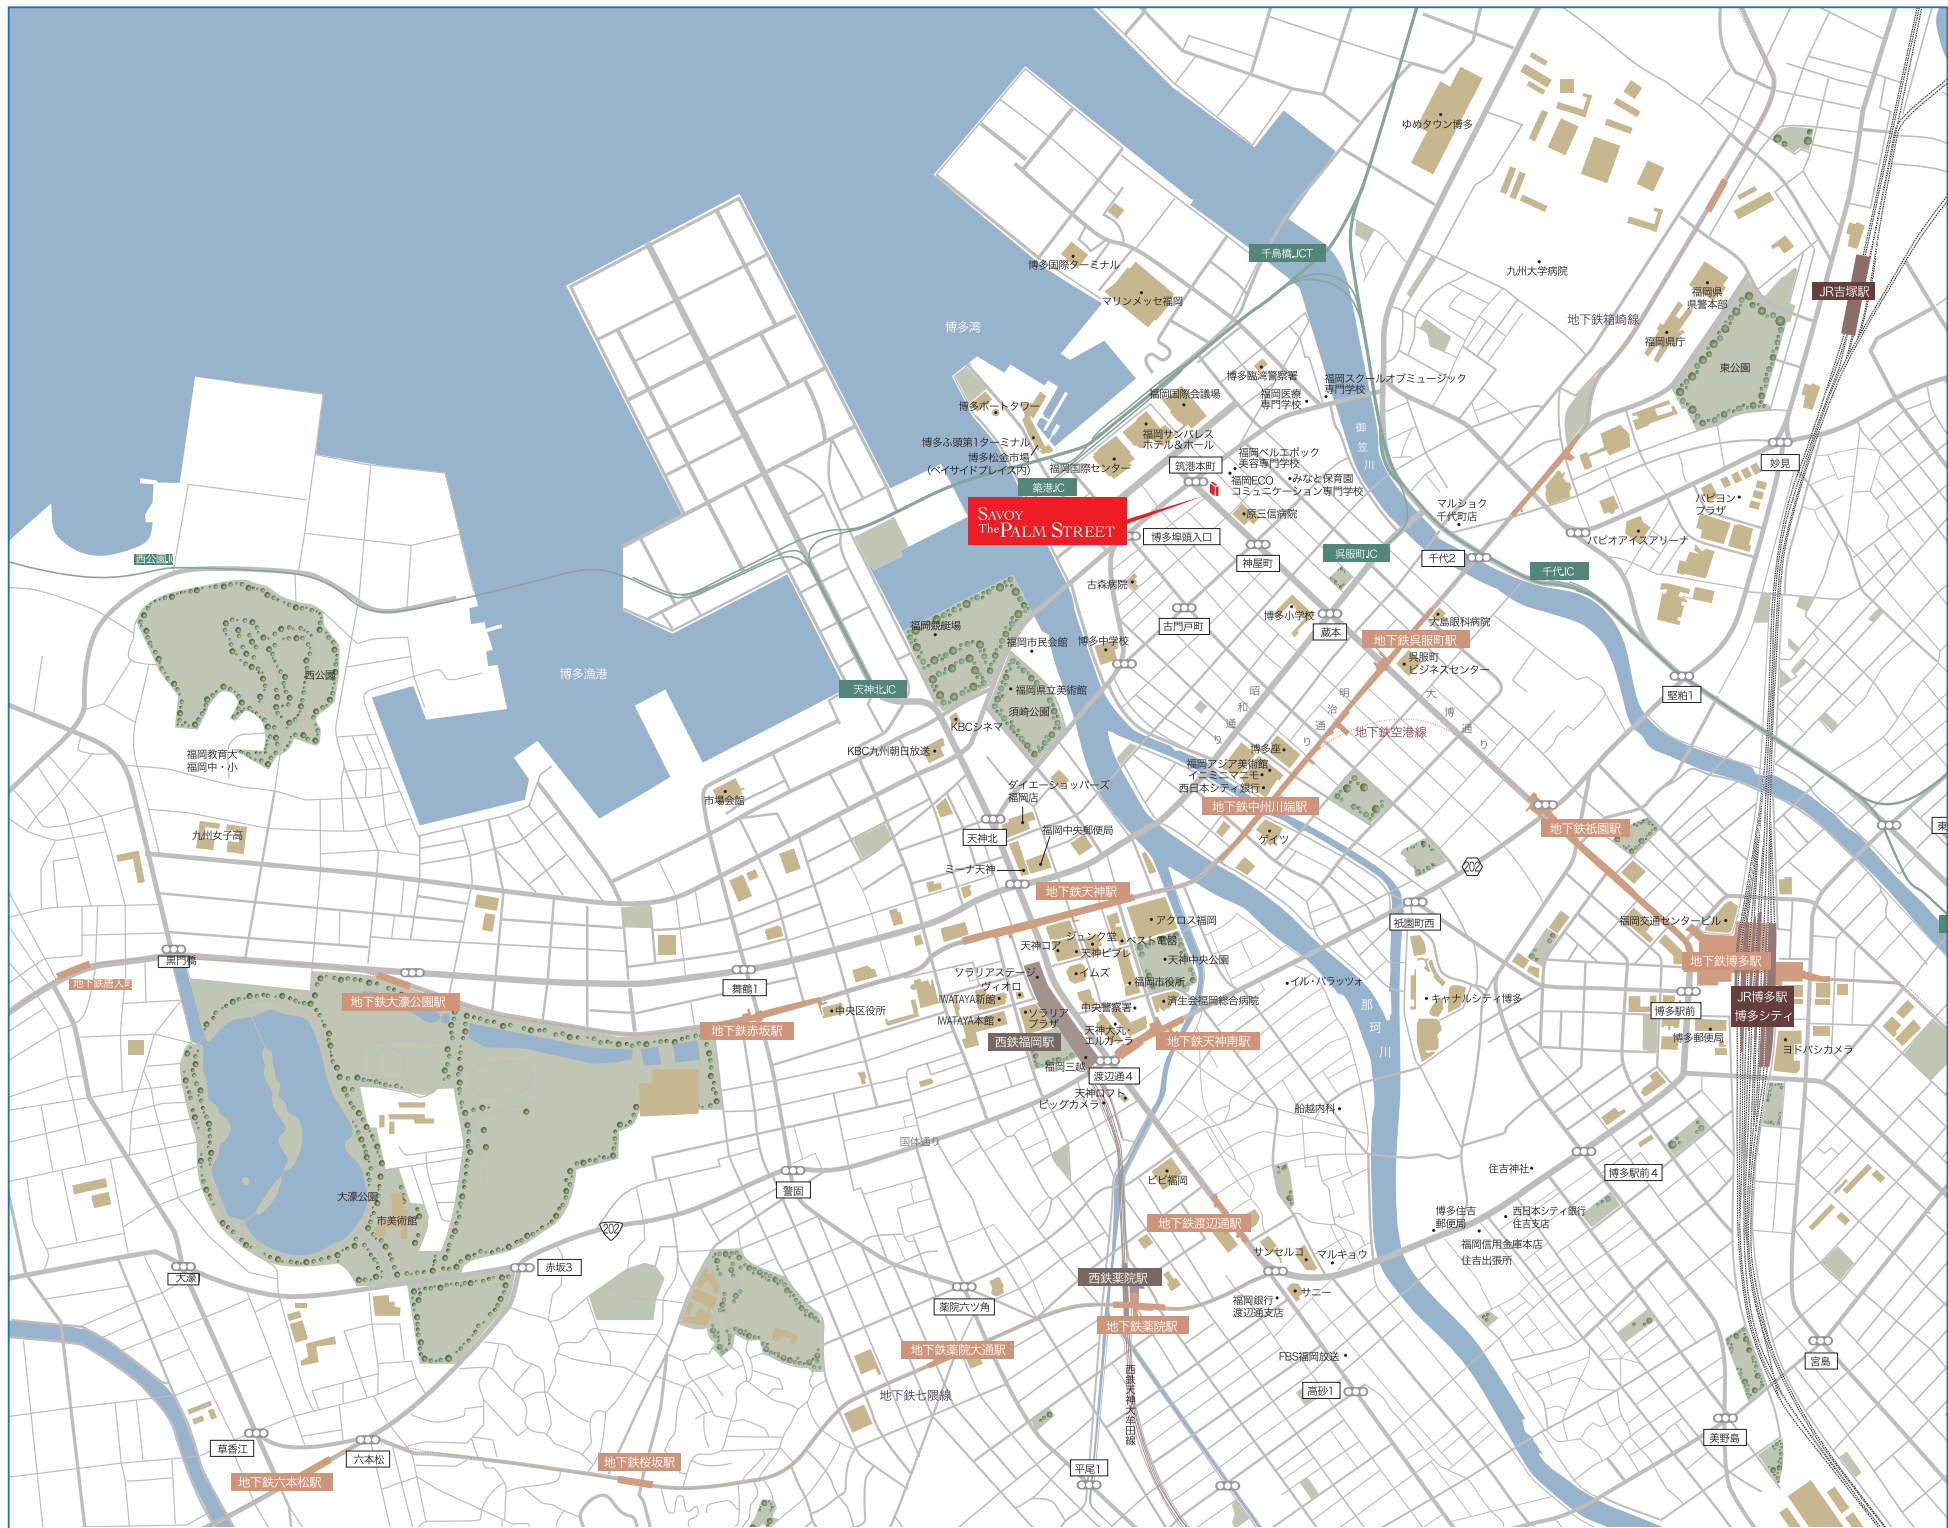 ゆめタウン博多
千鳥橋JCT
博多国際ターミナル
九州大学病院
マリンメッセ福岡
福岡県
県警本部
JR吉塚駅
地下鉄箱崎線
博多湾
福岡県庁
東公園
博多臨港警察署
福岡スクールオブミュージック
専門学校
福岡医療
専門学校
福岡国際会議場
博多ポートタワー
福岡サンパレス
ホテル&ホール
御笠川
博多ふ頭第1ターミナル
博多松金市場
(ベイサイドプレイス内)
福岡国際センター
筑港本町
福岡ベルエポック
美容専門学校
福岡ECO
コミュニケーション専門学校
みなと保育園
妙見
パピヨン
プラザ
築港JC
SAVOY
The PALM STREET
原三信病院
マルショク
千代町店
博多埠頭入口
パピオアイスアリーナ
西公園JC
神屋町
呉服町JC
千代2
千代JC
古森病院
博多小学校
大島眼科病院
福岡競艇場
古門戸町
蔵本
地下鉄呉服町駅
福岡市民会館
博多中学校
呉服町
ビジネスセンター
西公園
博多漁港
天神北JC
福岡県立美術館
須崎公園
昭和通り
明治通り
大博通り
堅粕1
KBCシネマ
地下鉄空港線
KBC九州朝日放送
博多座
福岡教育大
福岡中・小
福岡アジア美術館
イニミニマニモ
西日本シティ銀行
ダイエーショッパーズ
福岡店
市場会館
地下鉄中州川端駅
九州女子高
天神北
福岡中央郵便局
ゲイツ
地下鉄祇園駅
東
ミーナ天神
202
地下鉄天神駅
アクロス福岡
祇園町西
福岡交通センタービル
ジュンク堂
ベスト電器
天神コア
天神ビブレ
黒門橋
天神中央公園
地下鉄博多駅
地下鉄唐人町
ソラリアステージ
イムズ
ヴィオロ
福岡市役所
イル・パラッツォ
舞鶴1
地下鉄大濠公園駅
IWATAYA新館
済生会福岡総合病院
キャナルシティ博多
JR博多駅
博多シティ
中央区役所
中央警察署
ソラリア
プラザ
博多駅前
那珂川
IWATAYA本館
地下鉄赤坂駅
天神大丸・
エルガーラ
西鉄福岡駅
地下鉄天神南駅
博多郵便局
ヨドバシカメラ
福岡三越
渡辺通4
天神ロフト
ビッグカメラ
船越内科
国体通り
住吉神社
博多駅前4
警固
ビビ福岡
大濠公園
市美術館
202
地下鉄渡辺通駅
博多住吉
郵便局
西日本シティ銀行
住吉支店
福岡信用金庫本店
住吉出張所
サンセルコ
マルキョウ
赤坂3
大濠1
西鉄薬院駅
サニー
福岡銀行
渡辺通支店
薬院六ツ角
地下鉄薬院駅
地下鉄薬院大通駅
FBS福岡放送
宮島
西鉄天神大牟田線
高砂1
地下鉄七隈線
美野島
草香江
六本松
地下鉄桜坂駅
平尾1
地下鉄六本松駅